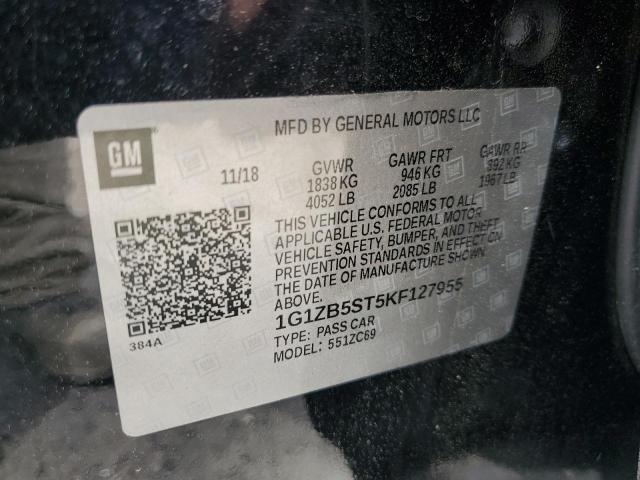 GM
MFD BY GENERAL MOTORS LLC
11/18
GVWR GAWR FRT GAWR RR
1838 KG 946 KG 892 KG
4052 LB 2085 LB 1967 LB
THIS VEHICLE CONFORMS TO ALL
APPLICABLE U.S. FEDERAL MOTOR
VEHICLE SAFETY, BUMPER, AND THEFT
PREVENTION STANDARDS IN EFFECT ON
THE DATE OF MANUFACTURE SHOWN
ABOVE.
1G1ZB5ST5KF127955
TYPE: PASS CAR
MODEL: 551ZC69
384A